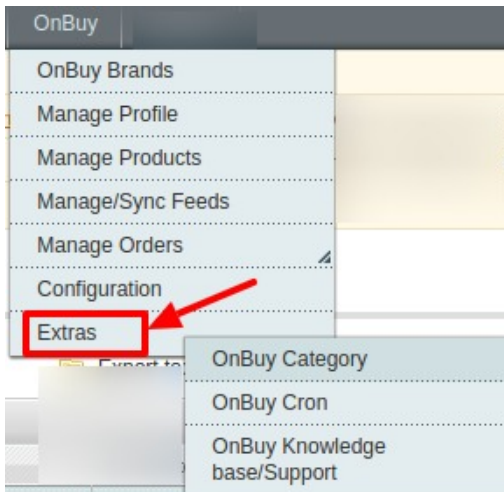 OnBuy
OnBuy Brands
Manage Profile
Manage Products
Manage/Sync Feeds
Manage Orders
Configuration
Extras
OnBuy Category
OnBuy Cron
OnBuy Knowledge
base/Support